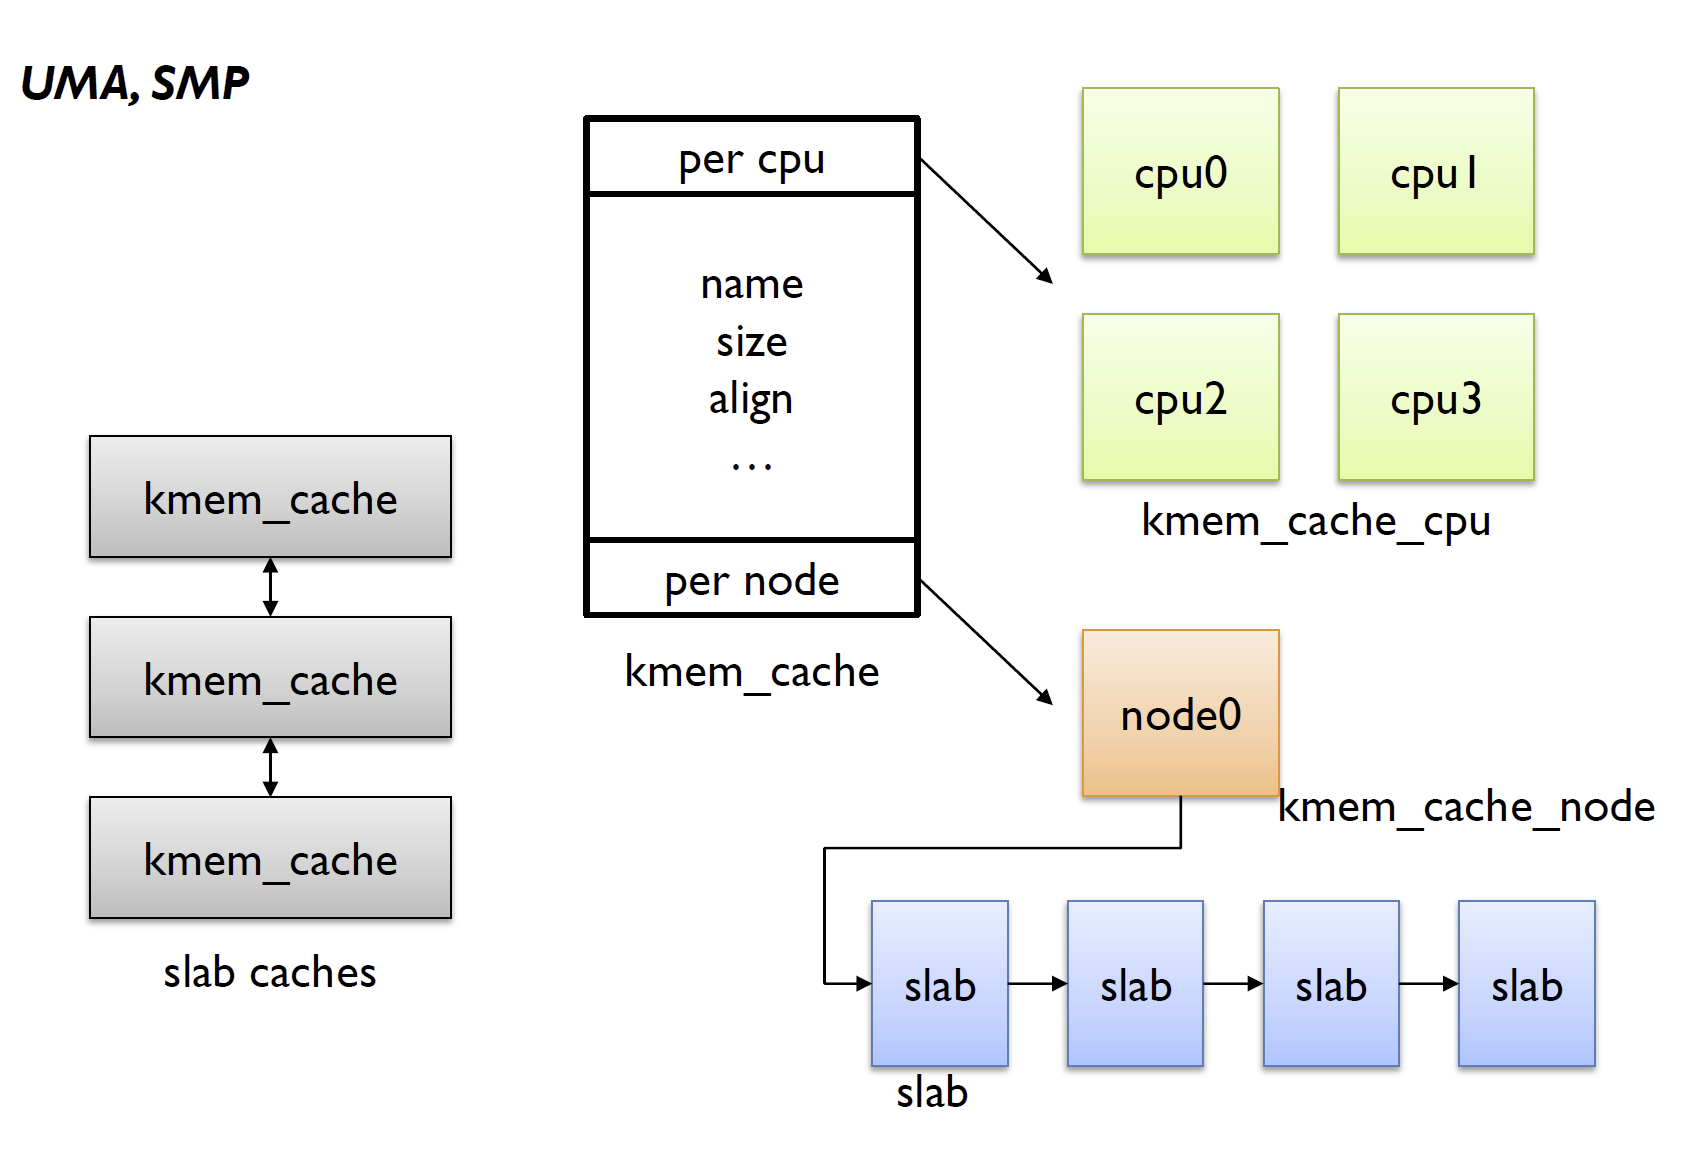 UMA, SMP
kmem_cache
kmem_cache
kmem_cache
slab caches
per cpu
name
size
align
...
per node
kmem_cache
cpu0
cpu1
cpu2
cpu3
kmem_cache_cpu
node0
kmem_cache_node
slab
slab
slab
slab
slab